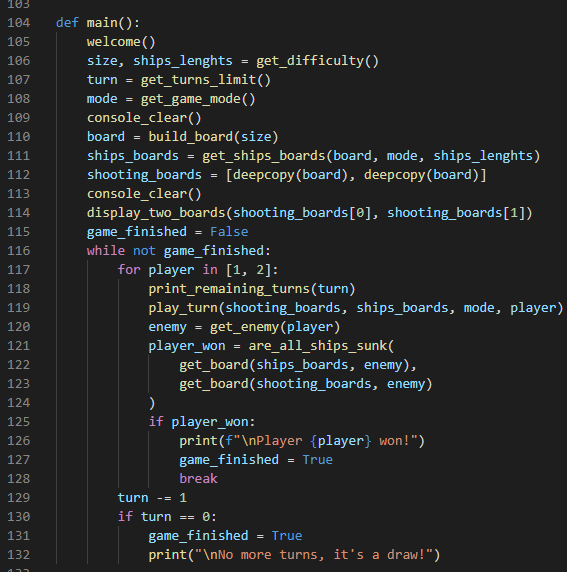 103
104 def main():
105     welcome()
106     size, ships_lenghts = get_difficulty()
107     turn = get_turns_limit()
108     mode = get_game_mode()
109     console_clear()
110     board = build_board(size)
111     ships_boards = get_ships_boards(board, mode, ships_lenghts)
112     shooting_boards = [deepcopy(board), deepcopy(board)]
113     console_clear()
114     display_two_boards(shooting_boards[0], shooting_boards[1])
115     game_finished = False
116     while not game_finished:
117         for player in [1, 2]:
118             print_remaining_turns(turn)
119             play_turn(shooting_boards, ships_boards, mode, player)
120             enemy = get_enemy(player)
121             player_won = are_all_ships_sunk(
122                 get_board(ships_boards, enemy),
123                 get_board(shooting_boards, enemy)
124             )
125             if player_won:
126                 print(f"\nPlayer {player} won!")
127                 game_finished = True
128                 break
129         turn -= 1
130         if turn == 0:
131             game_finished = True
132             print("\nNo more turns, it's a draw!")
133